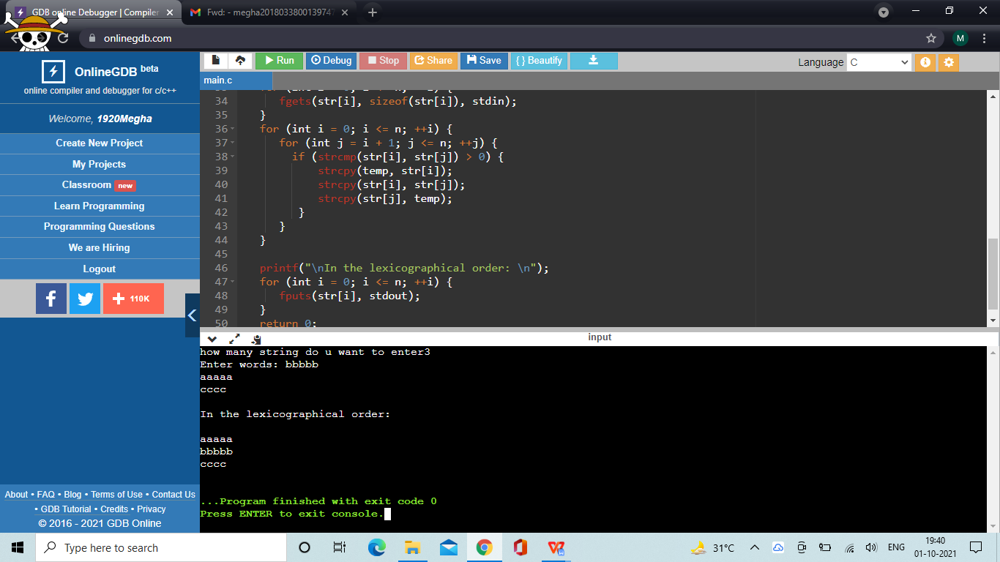 GDB online Debugger | Compiler
Fwd: - megha2018033800139747
onlinegdb.com
M
OnlineGDB beta
online compiler and debugger for c/c++
Welcome, 1920Megha
Create New Project
My Projects
Classroom new
Learn Programming
Programming Questions
We are Hiring
Logout
110K
About • FAQ • Blog • Terms of Use • Contact Us
• GDB Tutorial • Credits • Privacy
© 2016 - 2021 GDB Online
Run Debug Stop Share Save { } Beautify
Language C
main.c
34 fgets(str[i], sizeof(str[i]), stdin);
35 }
36 for (int i = 0; i <= n; ++i) {
37 for (int j = i + 1; j <= n; ++j) {
38 if (strcmp(str[i], str[j]) > 0) {
39 strcpy(temp, str[i]);
40 strcpy(str[i], str[j]);
41 strcpy(str[j], temp);
42 }
43 }
44 }
45
46 printf("\nIn the lexicographical order: \n");
47 for (int i = 0; i <= n; ++i) {
48 fputs(str[i], stdout);
49 }
50 return 0;
input
how many string do u want to enter3
Enter words: bbbbb
aaaaa
cccc
In the lexicographical order:
aaaaa
bbbbb
cccc
...Program finished with exit code 0
Press ENTER to exit console.
Type here to search
31°C
ENG
19:40
01-10-2021